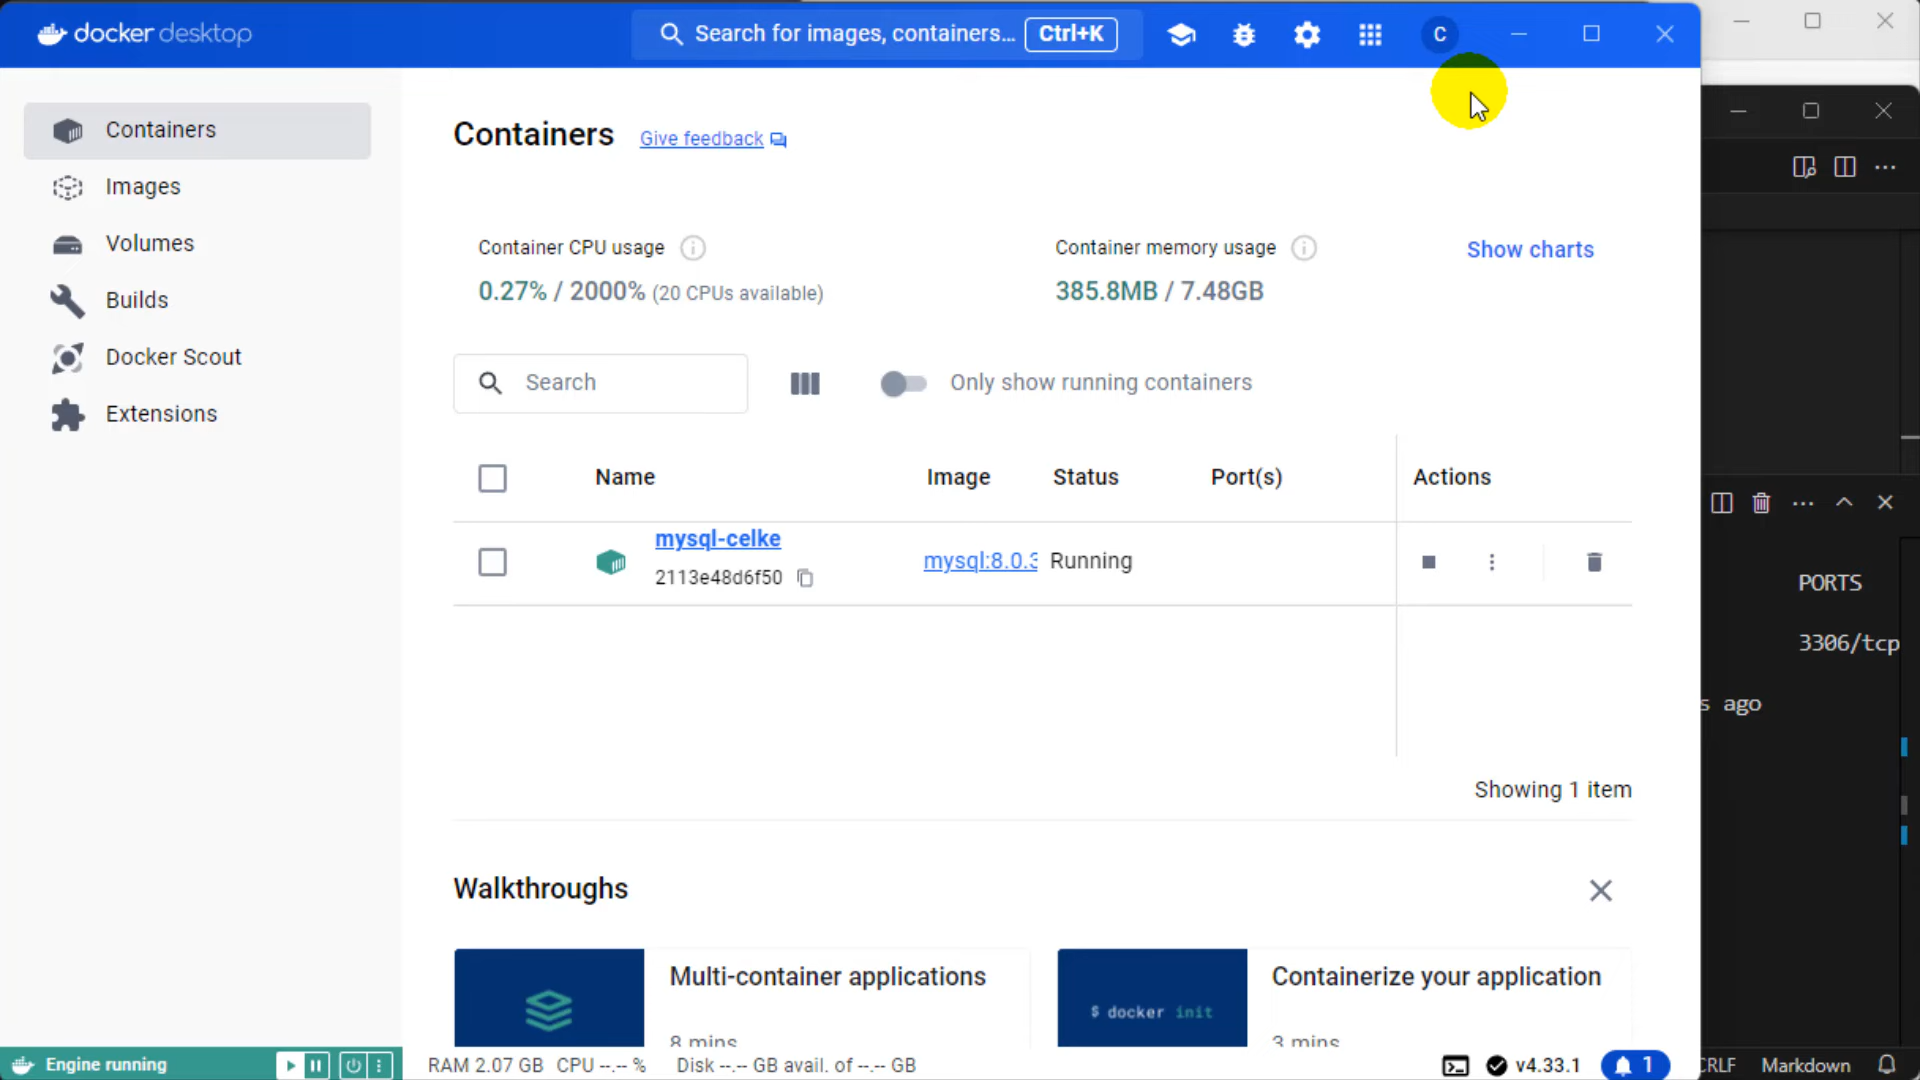 docker desktop
Search for images, containers... Ctrl+K
C
Containers
Images
Volumes
Builds
Docker Scout
Extensions
Containers Give feedback
Container CPU usage
0.27% / 2000% (20 CPUs available)
Container memory usage
385.8MB / 7.48GB
Show charts
Search
Only show running containers
Name Image Status Port(s) Actions
mysql-celke
2113e48d6f50
mysql:8.0.3 Running
Showing 1 item
Walkthroughs
Multi-container applications
8 mins
$ docker init
Containerize your application
3 mins
PORTS
3306/tcp
s ago
Engine running
RAM 2.07 GB CPU --.-- % Disk --.-- GB avail. of --.-- GB
v4.33.1
1
CRLF Markdown